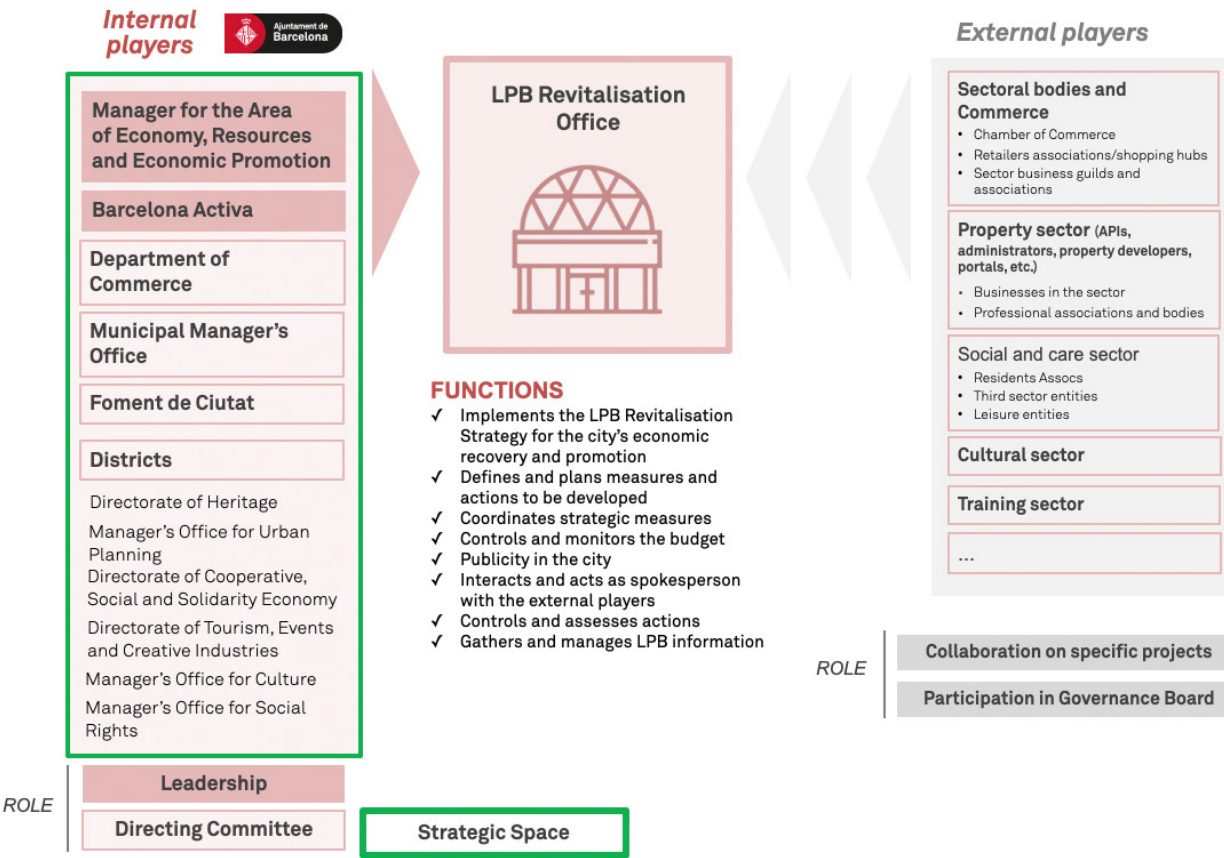 Internal
players
Ajuntament de
Barcelona
Manager for the Area
of Economy, Resources
and Economic Promotion
Barcelona Activa
Department of
Commerce
Municipal Manager's
Office
Foment de Ciutat
Districts
Directorate of Heritage
Manager's Office for Urban
Planning
Directorate of Cooperative,
Social and Solidarity Economy
Directorate of Tourism, Events
and Creative Industries
Manager's Office for Culture
Manager's Office for Social
Rights
ROLE
Leadership
Directing Committee
Strategic Space
LPB Revitalisation
Office
FUNCTIONS
✓ Implements the LPB Revitalisation
Strategy for the city's economic
recovery and promotion
✓ Defines and plans measures and
actions to be developed
✓ Coordinates strategic measures
✓ Controls and monitors the budget
✓ Publicity in the city
✓ Interacts and acts as spokesperson
with the external players
✓ Controls and assesses actions
✓ Gathers and manages LPB information
External players
Sectoral bodies and
Commerce
• Chamber of Commerce
• Retailers associations/shopping hubs
• Sector business guilds and
associations
Property sector (APIs,
administrators, property developers,
portals, etc.)
• Businesses in the sector
• Professional associations and bodies
Social and care sector
• Residents Assocs
• Third sector entities
• Leisure entities
Cultural sector
Training sector
...
ROLE
Collaboration on specific projects
Participation in Governance Board